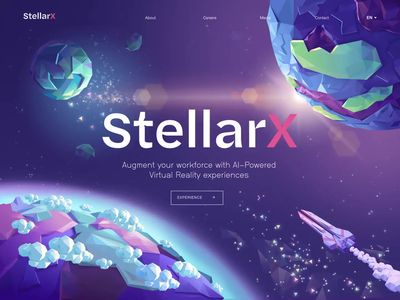 StellarX
About
Careers
Media
Contact
EN
StellarX
Augment your workforce with AI-Powered
Virtual Reality experiences
EXPERIENCE